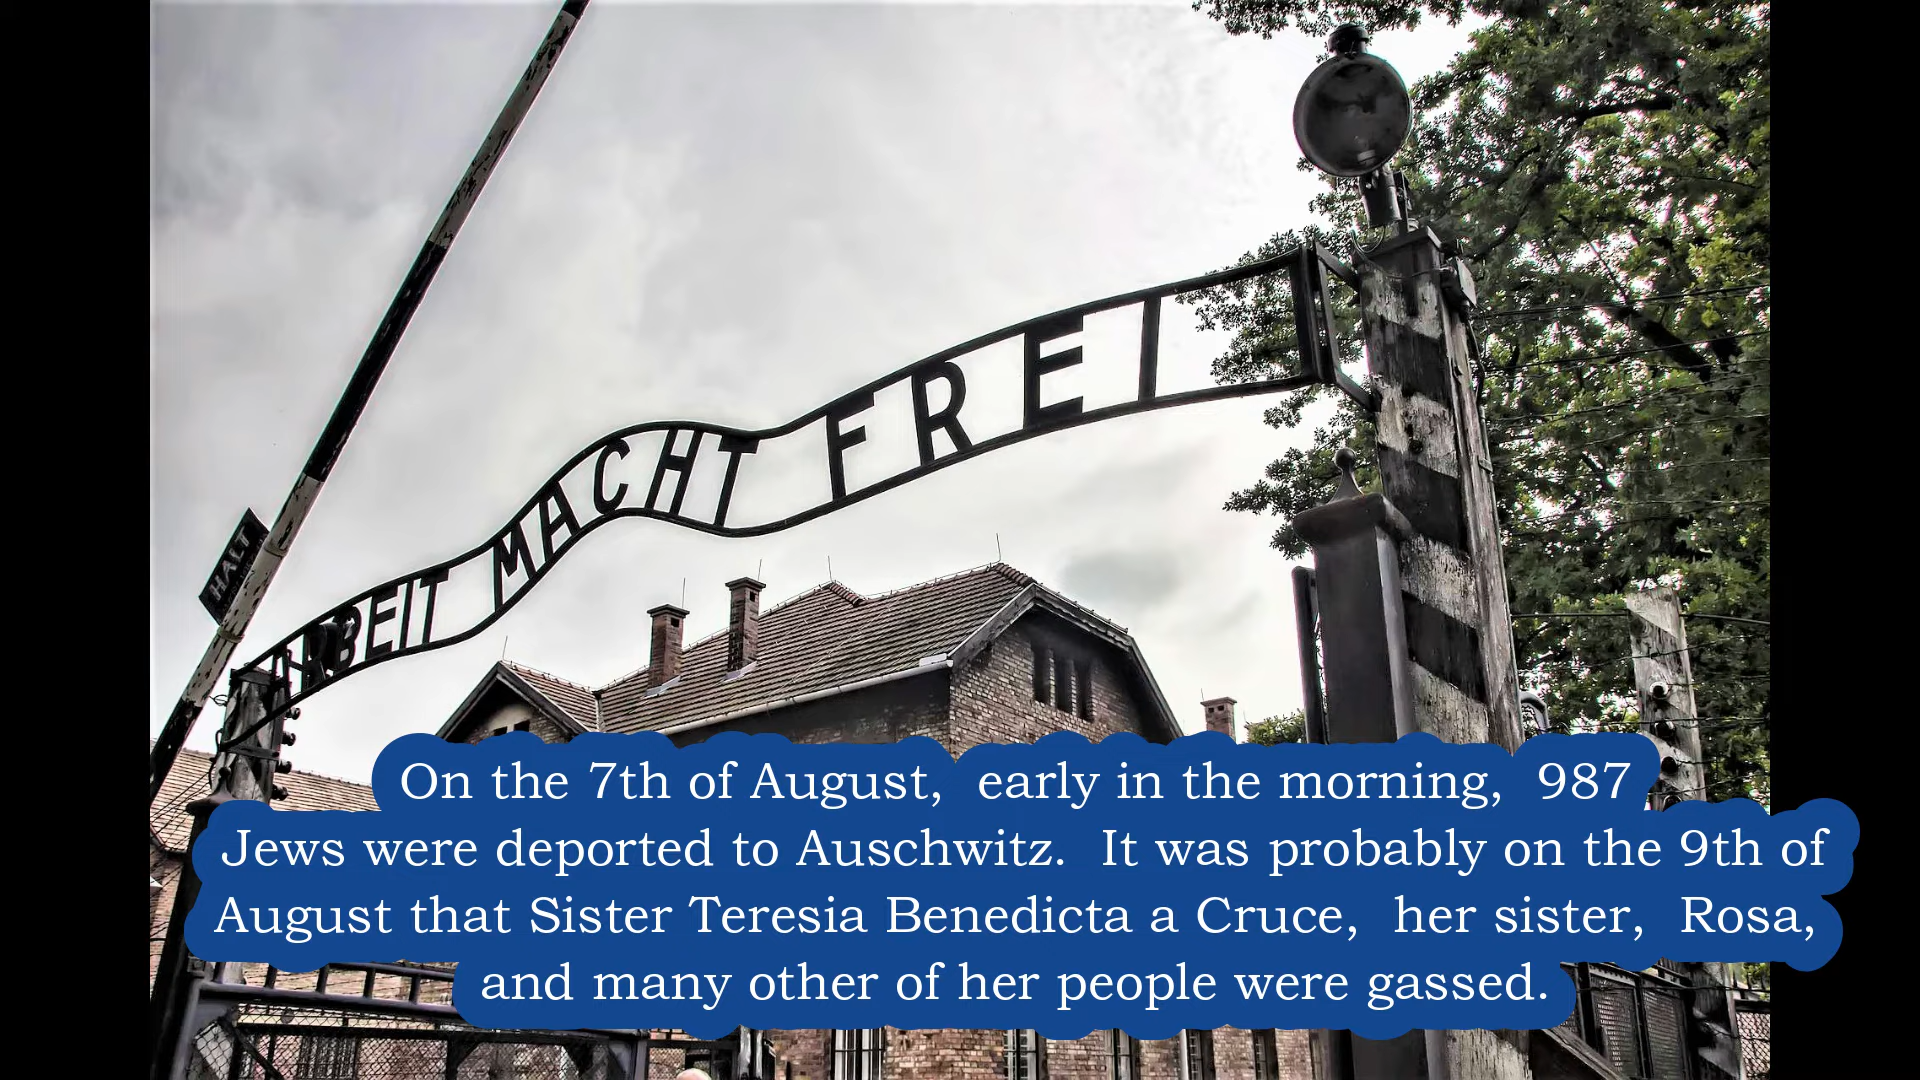 ARBEIT MACHT FREI
HALT
On the 7th of August, early in the morning, 987
Jews were deported to Auschwitz. It was probably on the 9th of
August that Sister Teresia Benedicta a Cruce, her sister, Rosa,
and many other of her people were gassed.